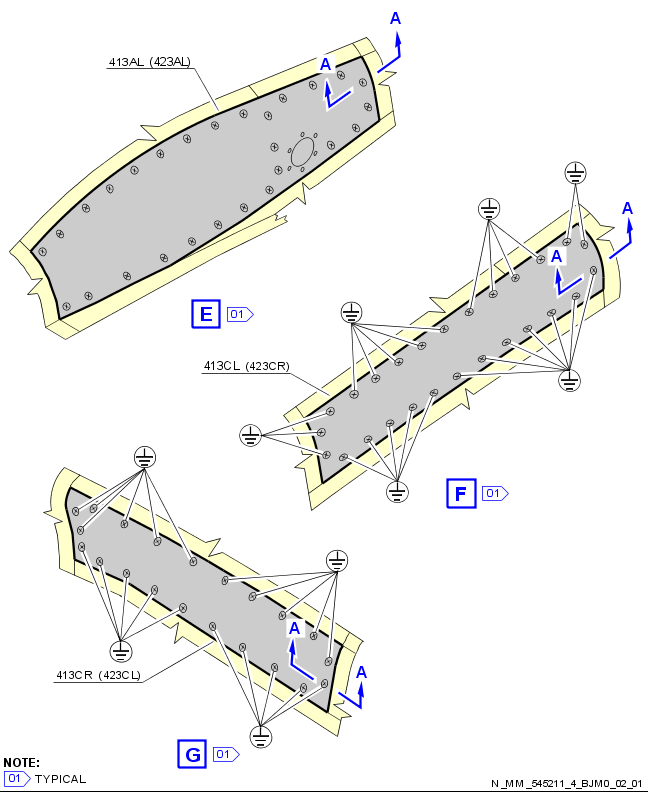 A
413AL (423AL)
A
E 01
A
A
413CL (423CR)
F 01
A
A
413CR (423CL)
G 01
NOTE:
01 TYPICAL
N_MM_545211_4_BJM0_02_01